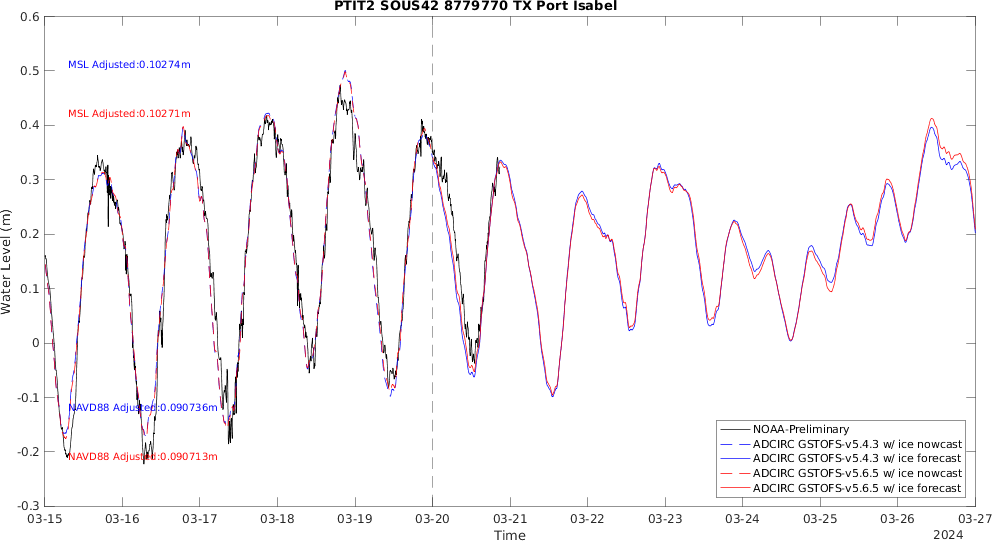 PTIT2 SOUS42 8779770 TX Port Isabel
0.6
0.5
0.4
0.3
0.2
0.1
0
-0.1
-0.2
-0.3
Water Level (m)
MSL Adjusted:0.10274m
MSL Adjusted:0.10271m
NAVD88 Adjusted:0.090736m
NAVD88 Adjusted:0.090713m
NOAA-Preliminary
ADCIRC GSTOFS-v5.4.3 w/ ice nowcast
ADCIRC GSTOFS-v5.4.3 w/ ice forecast
ADCIRC GSTOFS-v5.6.5 w/ ice nowcast
ADCIRC GSTOFS-v5.6.5 w/ ice forecast
03-15 03-16 03-17 03-18 03-19 03-20 03-21 03-22 03-23 03-24 03-25 03-26 03-27
Time
2024